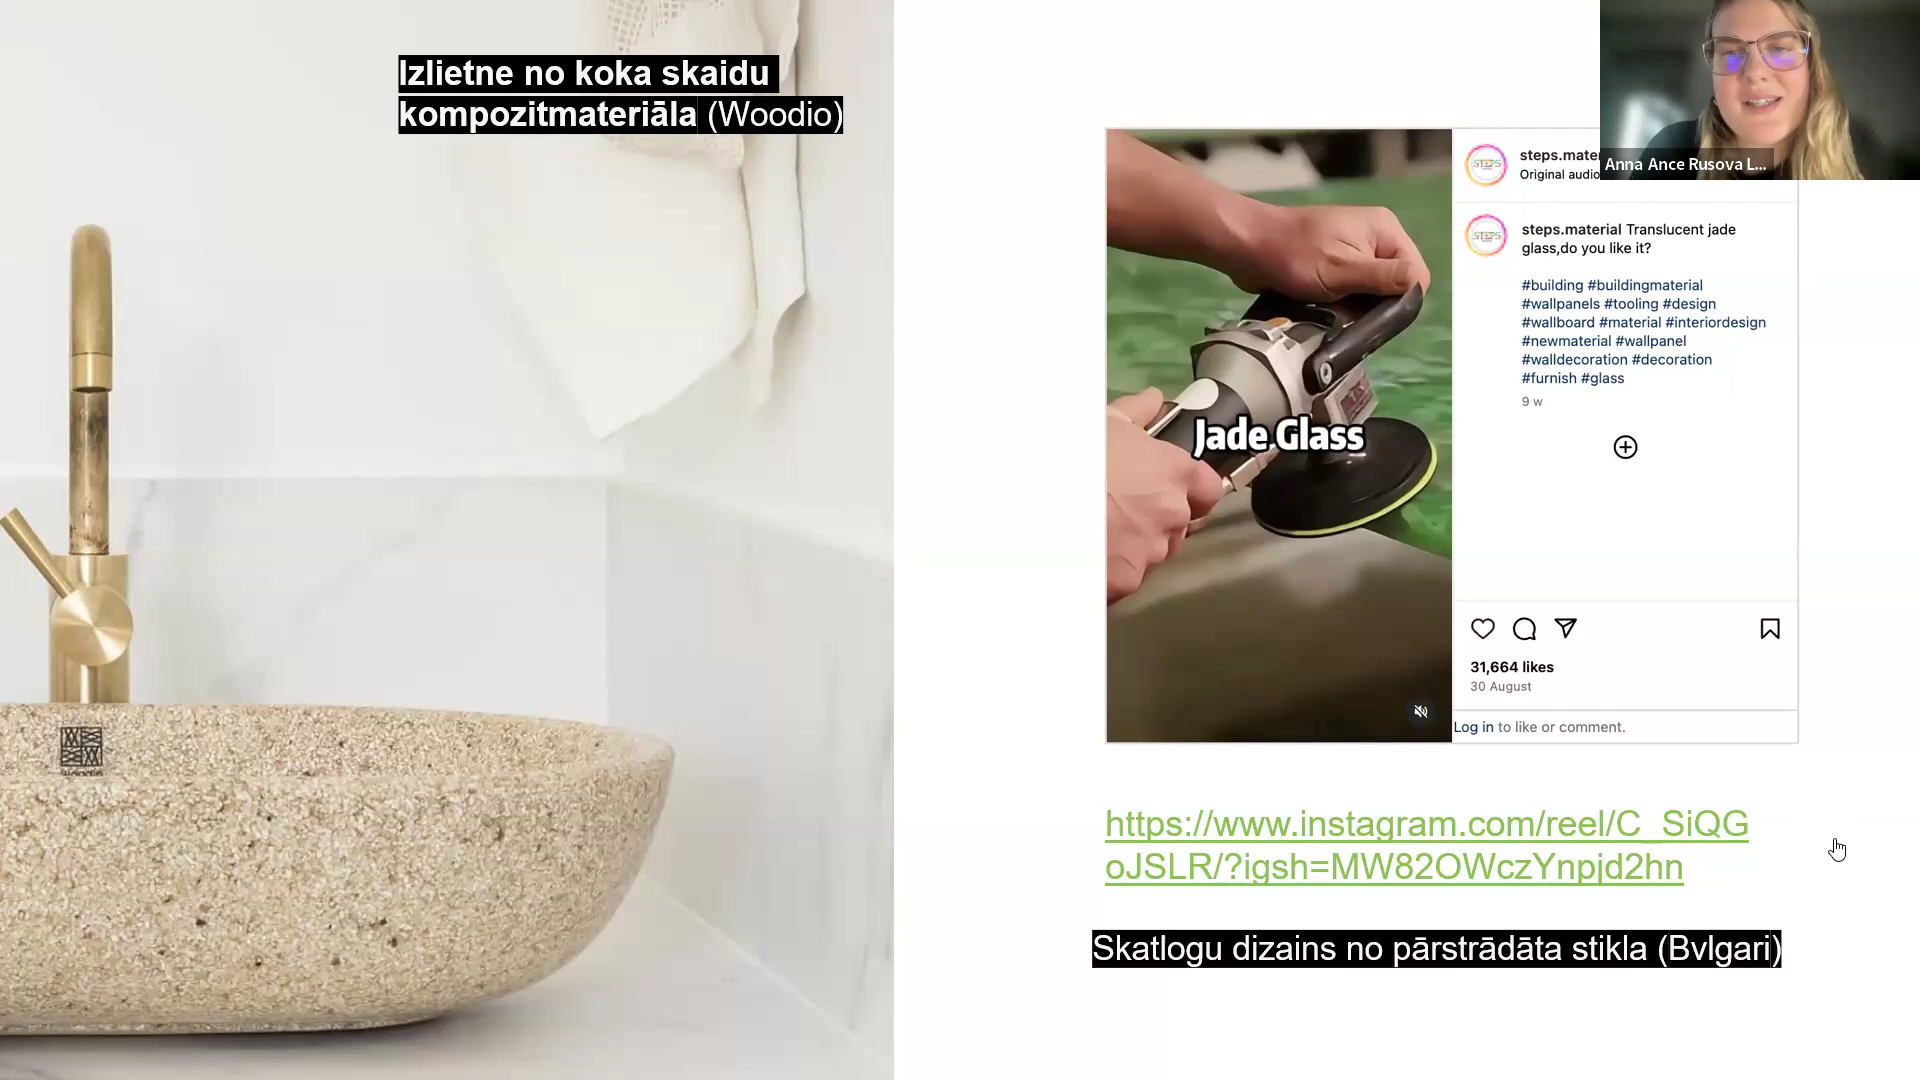 Izlietne no koka skaidu
kompozitmateriāla (Woodio)
Anna Ance Rusova L...
steps.mater
Original audio
steps.material Translucent jade
glass,do you like it?
#building #buildingmaterial
#wallpanels #tooling #design
#wallboard #material #interiordesign
#newmaterial #wallpanel
#walldecoration #decoration
#furnish #glass
9 w
Jade Glass
31,664 likes
30 August
Log in to like or comment.
https://www.instagram.com/reel/C_SiQG
oJSLR/?igsh=MW82OWczYnpjd2hn
Skatlogu dizains no pārstrādāta stikla (Bvlgari)
STEPS
STEPS